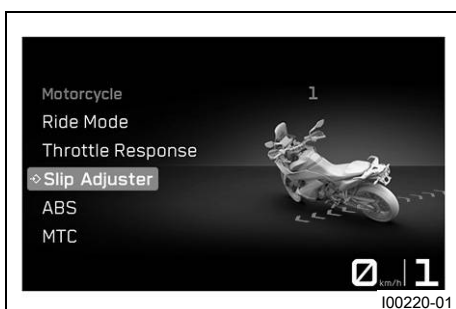 Motorcycle 1
Ride Mode
Throttle Response
Slip Adjuster
ABS
MTC
0 km/h 1
I00220-01